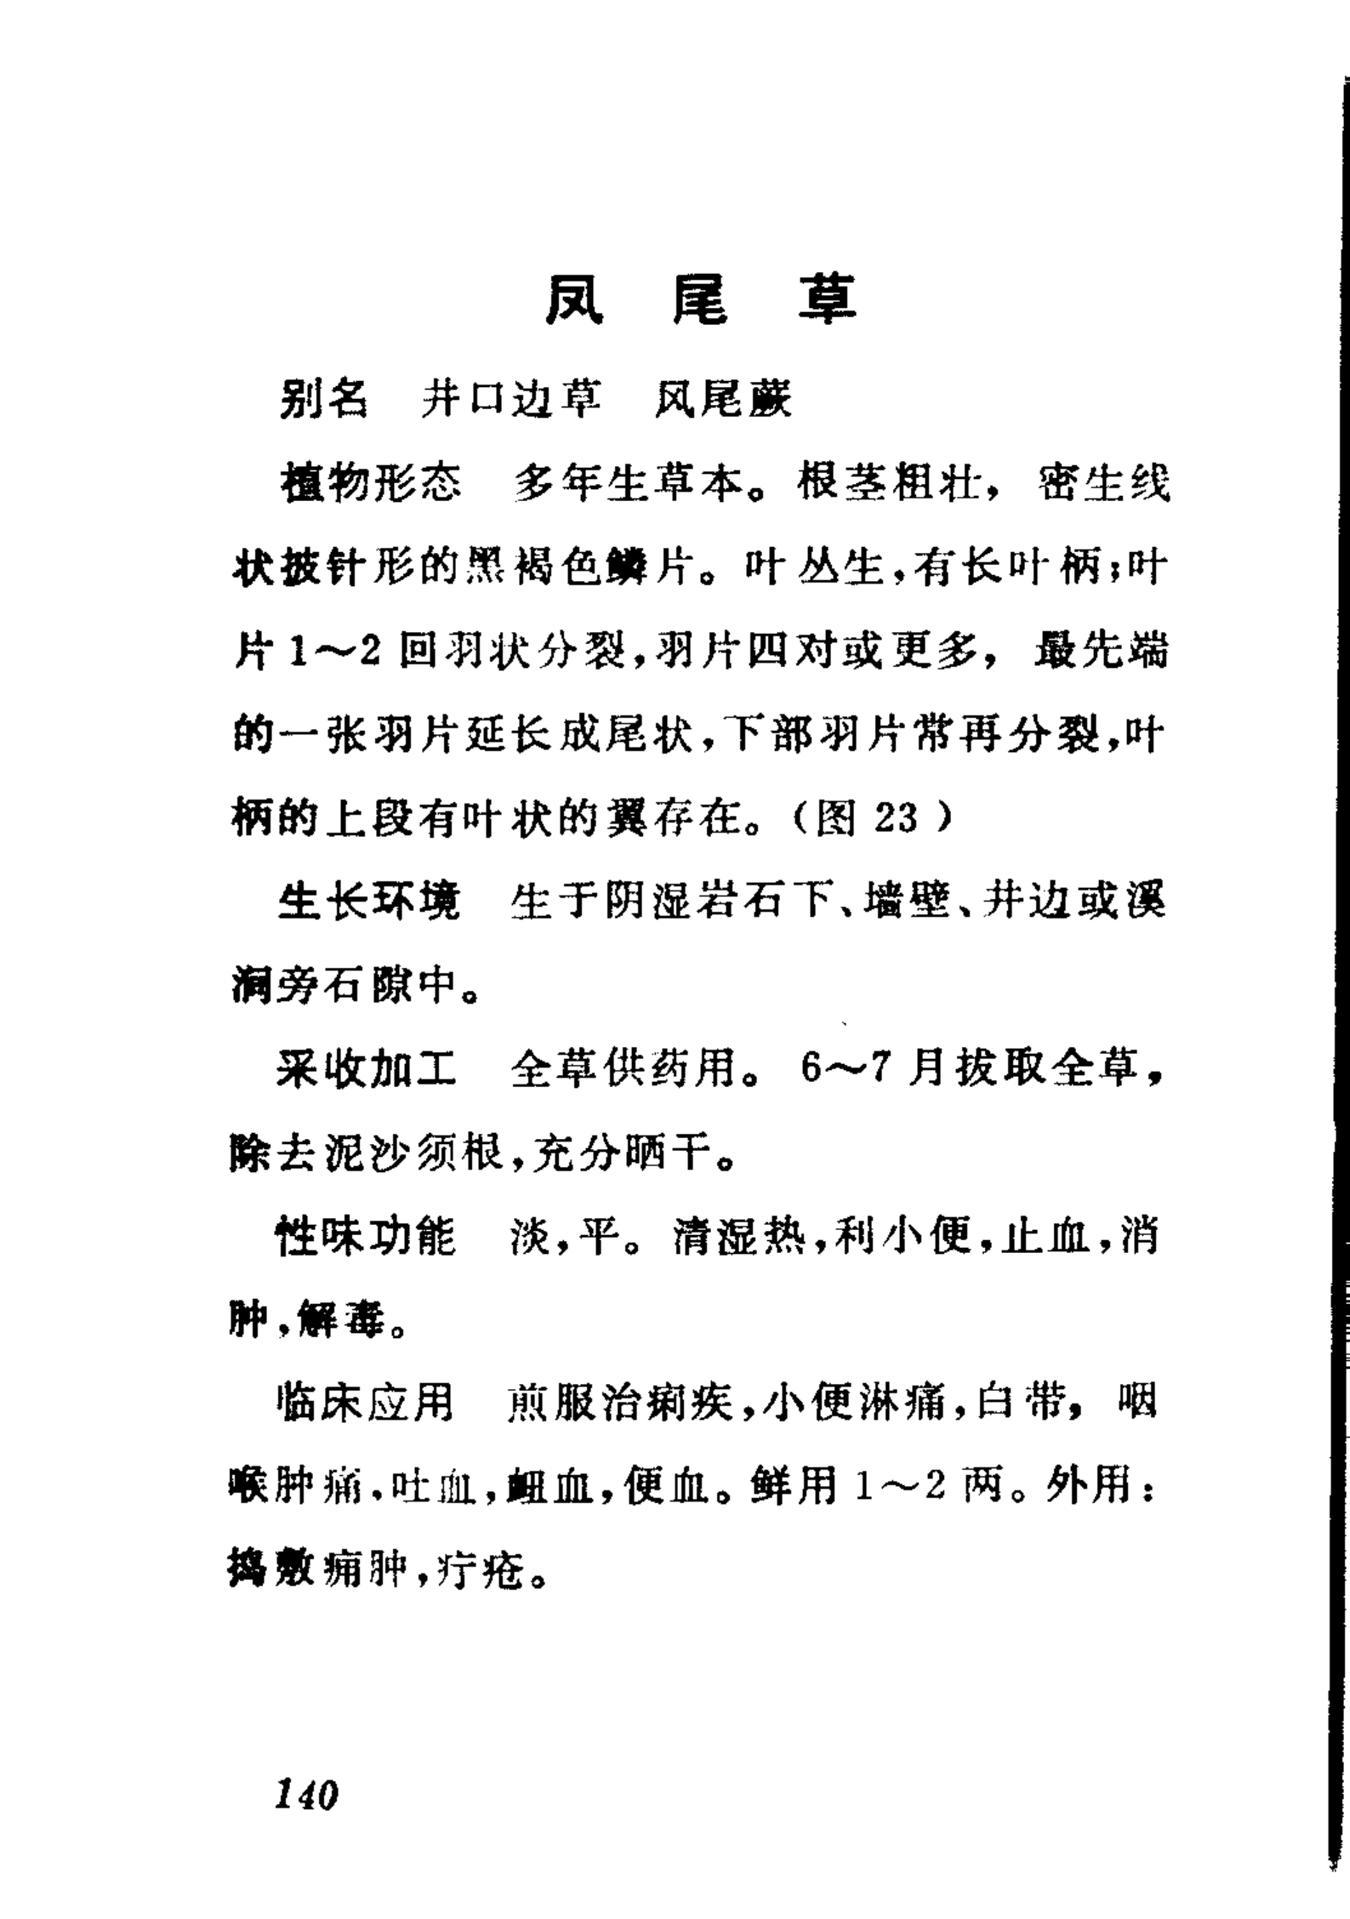 凤尾草
别名　井口边草　凤尾蕨
植物形态　多年生草本。根茎粗壮，密生线
状披针形的黑褐色鳞片。叶丛生，有长叶柄；叶
片1～2回羽状分裂，羽片四对或更多，最先端
的一张羽片延长成尾状，下部羽片常再分裂，叶
柄的上段有叶状的翼存在。（图23）
生长环境　生于阴湿岩石下、墙壁、井边或溪
涧旁石隙中。
采收加工　全草供药用。6～7月拔取全草，
除去泥沙须根，充分晒干。
性味功能　淡，平。清湿热，利小便，止血，消
肿，解毒。
临床应用　煎服治痢疾，小便淋痛，白带，咽
喉肿痛，吐血，衄血，便血。鲜用1～2两。外用：
捣敷痈肿，疔疮。
140